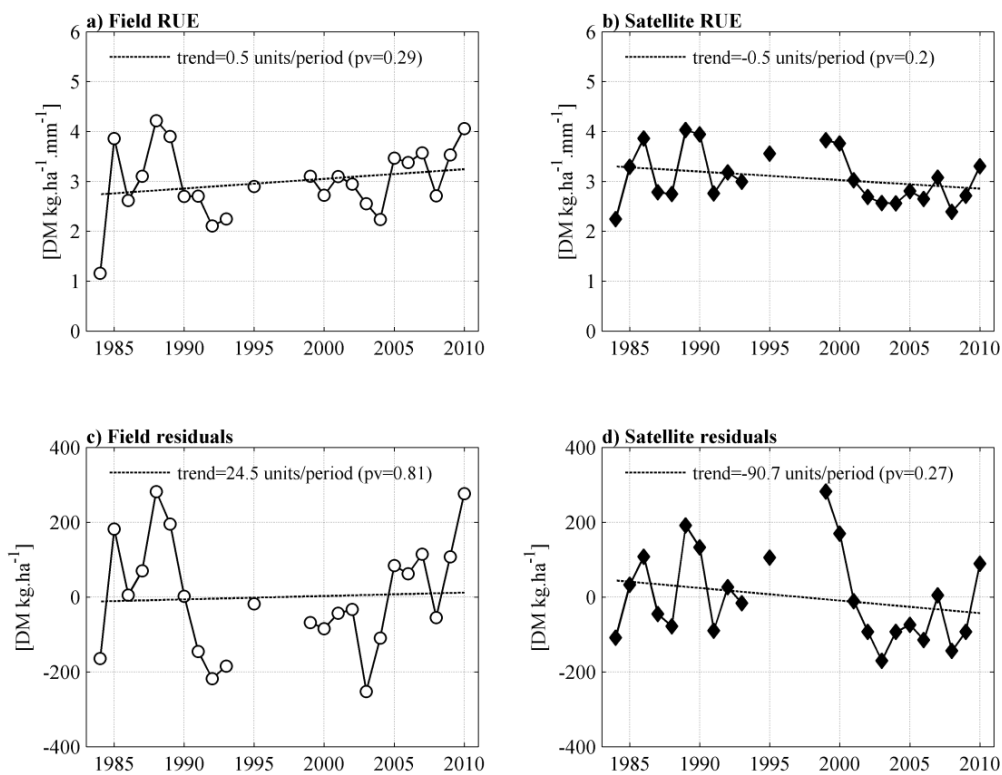 a) Field RUE
trend=0.5 units/period (pv=0.29)
[DM kg.ha-1.mm-1]
6
5
4
3
2
1
0
1985 1990 1995 2000 2005 2010
b) Satellite RUE
trend=-0.5 units/period (pv=0.2)
[DM kg.ha-1.mm-1]
6
5
4
3
2
1
0
1985 1990 1995 2000 2005 2010
c) Field residuals
trend=24.5 units/period (pv=0.81)
[DM kg.ha-1]
400
200
0
-200
-400
1985 1990 1995 2000 2005 2010
d) Satellite residuals
trend=-90.7 units/period (pv=0.27)
[DM kg.ha-1]
400
200
0
-200
-400
1985 1990 1995 2000 2005 2010